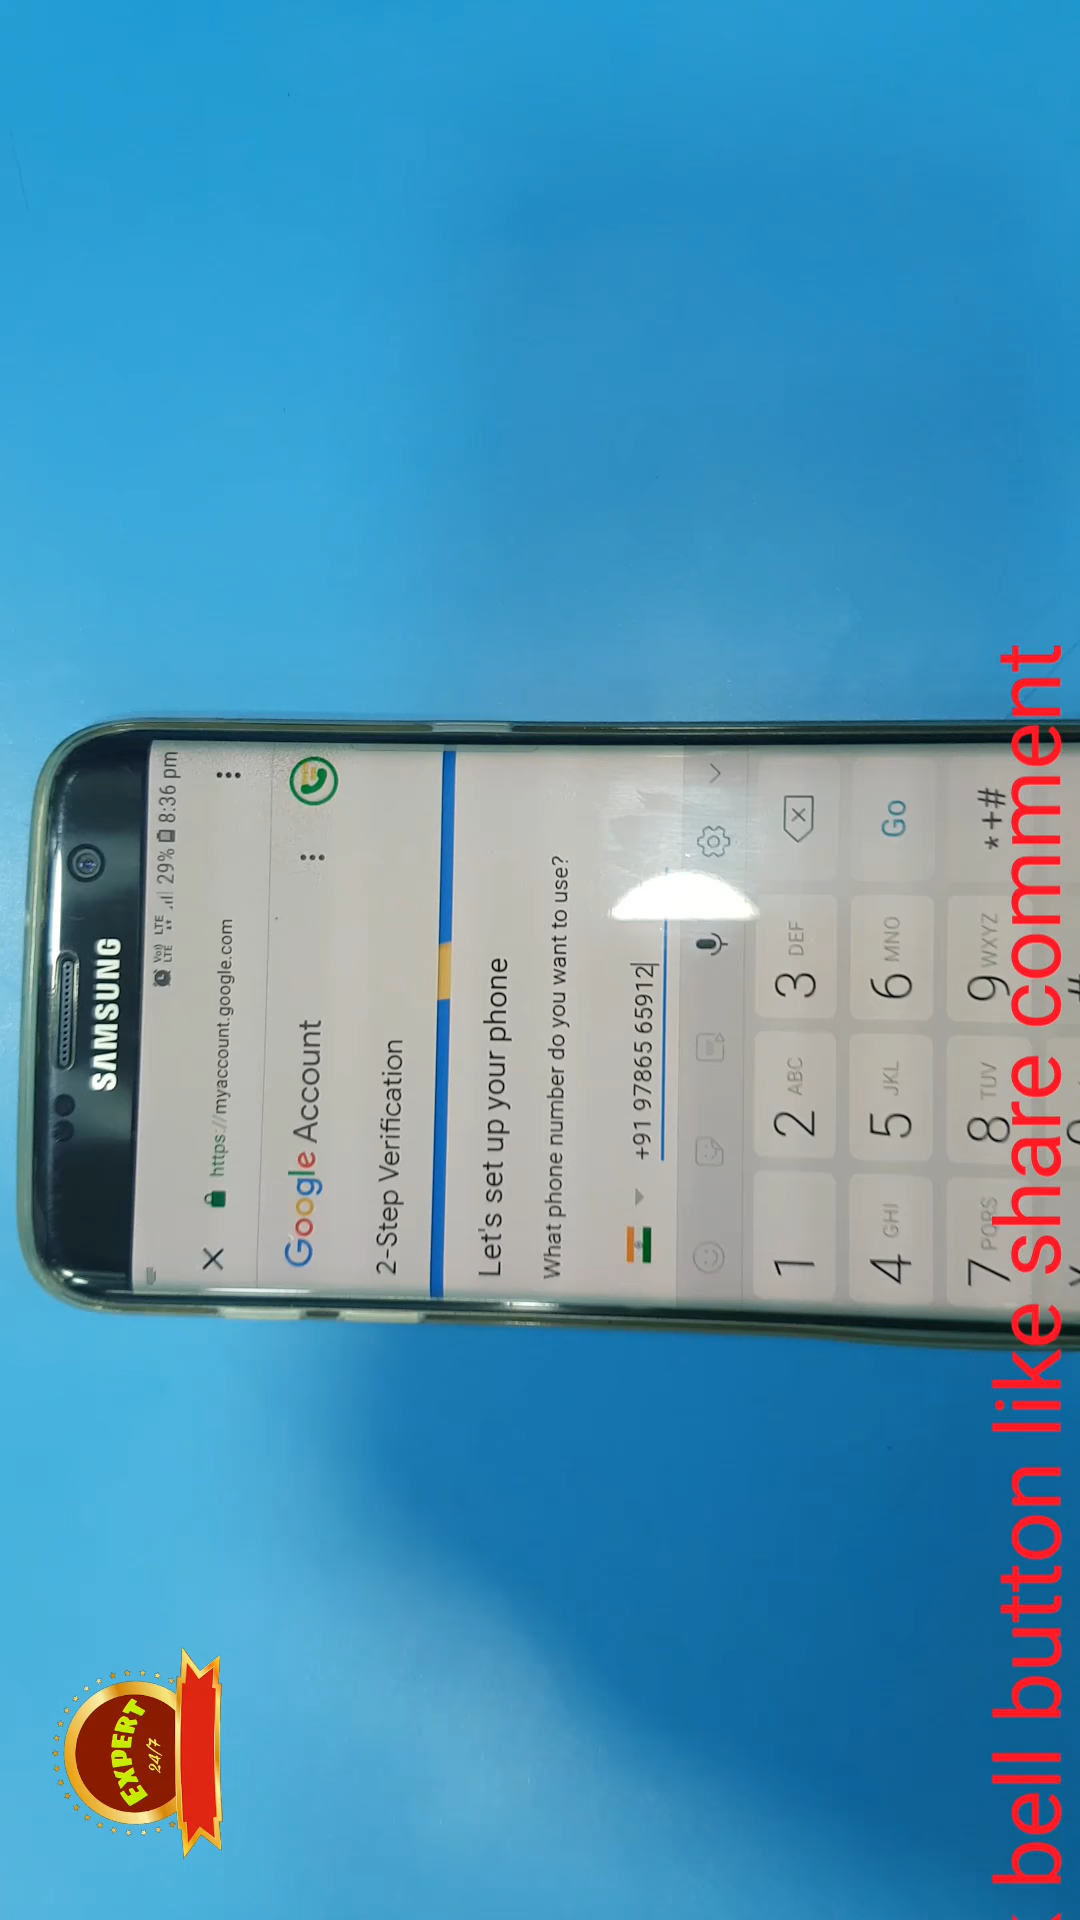 SAMSUNG
VoLTE LTE 29% 8:36 pm
https://myaccount.google.com
Google Account
2-Step Verification
Let's set up your phone
What phone number do you want to use?
+91 97865 65912
1
2 ABC
3 DEF
4 GHI
5 JKL
6 MNO
Go
7 PQRS
8 TUV
9 WXYZ
*+#
bell button like share comment
EXPERT
24/7